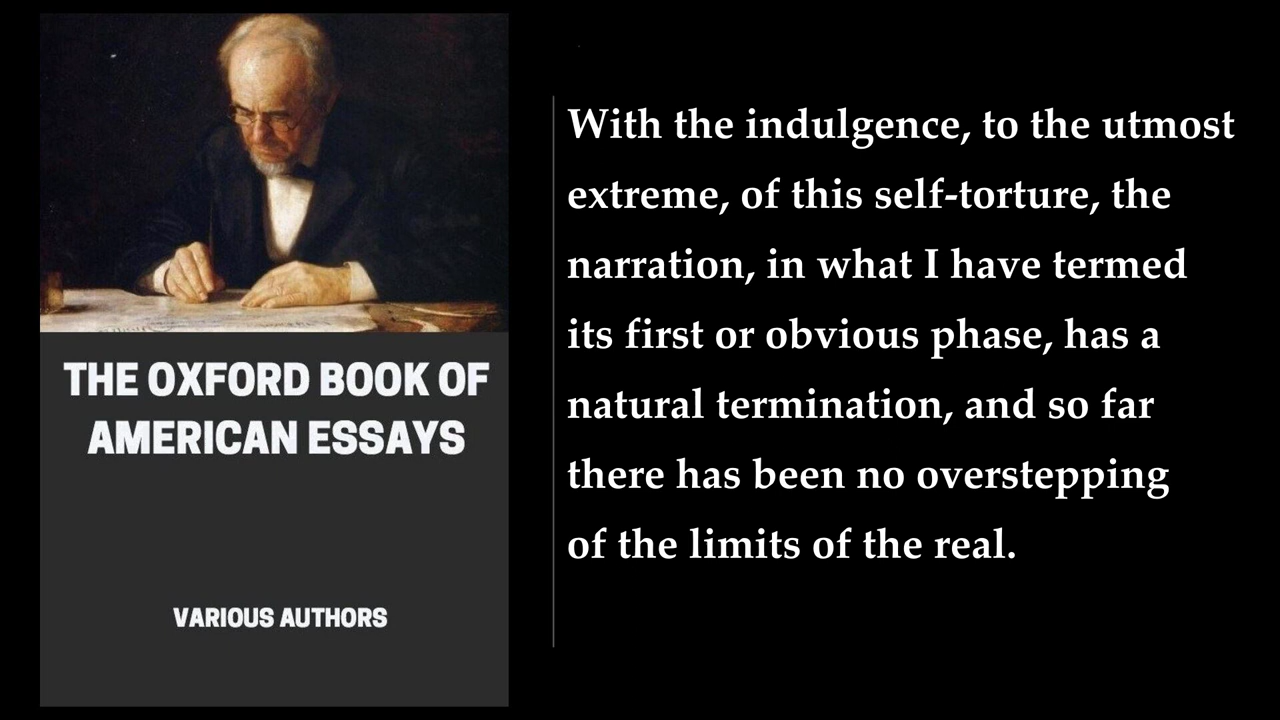 THE OXFORD BOOK OF
AMERICAN ESSAYS
VARIOUS AUTHORS
With the indulgence, to the utmost
extreme, of this self-torture, the
narration, in what I have termed
its first or obvious phase, has a
natural termination, and so far
there has been no overstepping
of the limits of the real.